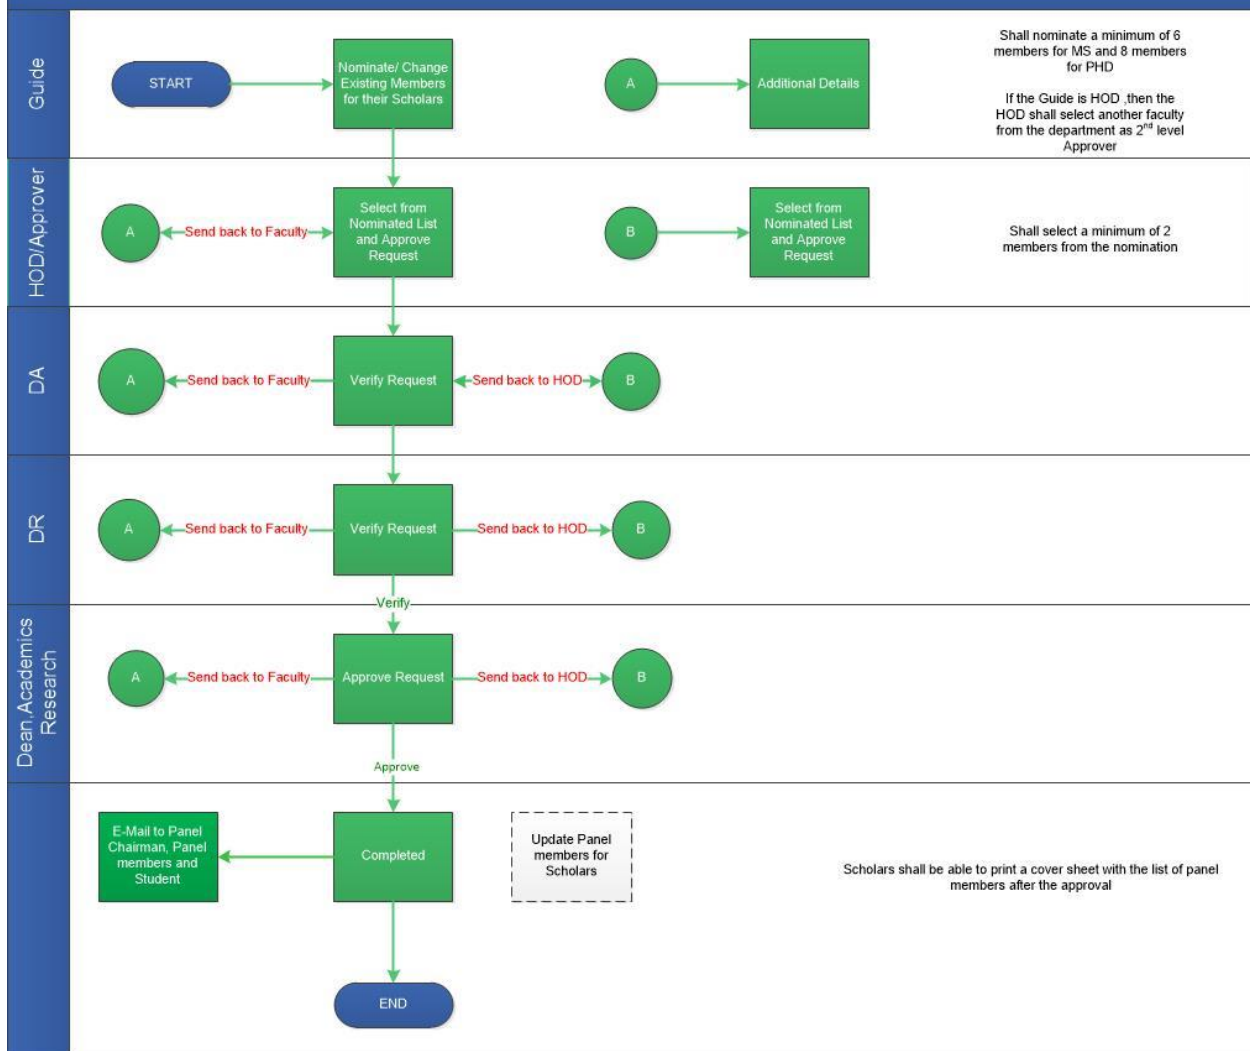 Guide
START
Nominate/ Change
Existing Members
for their Scholars
A
Additional Details
Shall nominate a minimum of 6
members for MS and 8 members
for PHD
If the Guide is HOD ,then the
HOD shall select another faculty
from the department as 2nd level
Approver
HOD/Approver
A
Send back to Faculty
Select from
Nominated List
and Approve
Request
B
Select from
Nominated List
and Approve
Request
Shall select a minimum of 2
members from the nomination
DA
A
Send back to Faculty
Verify Request
Send back to HOD
B
DR
A
Send back to Faculty
Verify Request
Send back to HOD
B
Verify
Dean,Academics
Research
A
Send back to Faculty
Approve Request
Send back to HOD
B
Approve
E-Mail to Panel
Chairman, Panel
members and
Student
Completed
Update Panel
members for
Scholars
Scholars shall be able to print a cover sheet with the list of panel
members after the approval
END